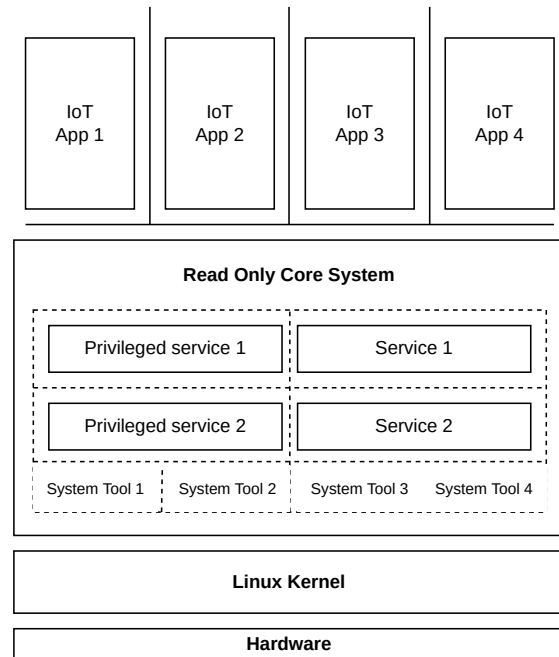 IoT
App 1
IoT
App 2
IoT
App 3
IoT
App 4
Read Only Core System
Privileged service 1
Service 1
Privileged service 2
Service 2
System Tool 1
System Tool 2
System Tool 3
System Tool 4
Linux Kernel
Hardware